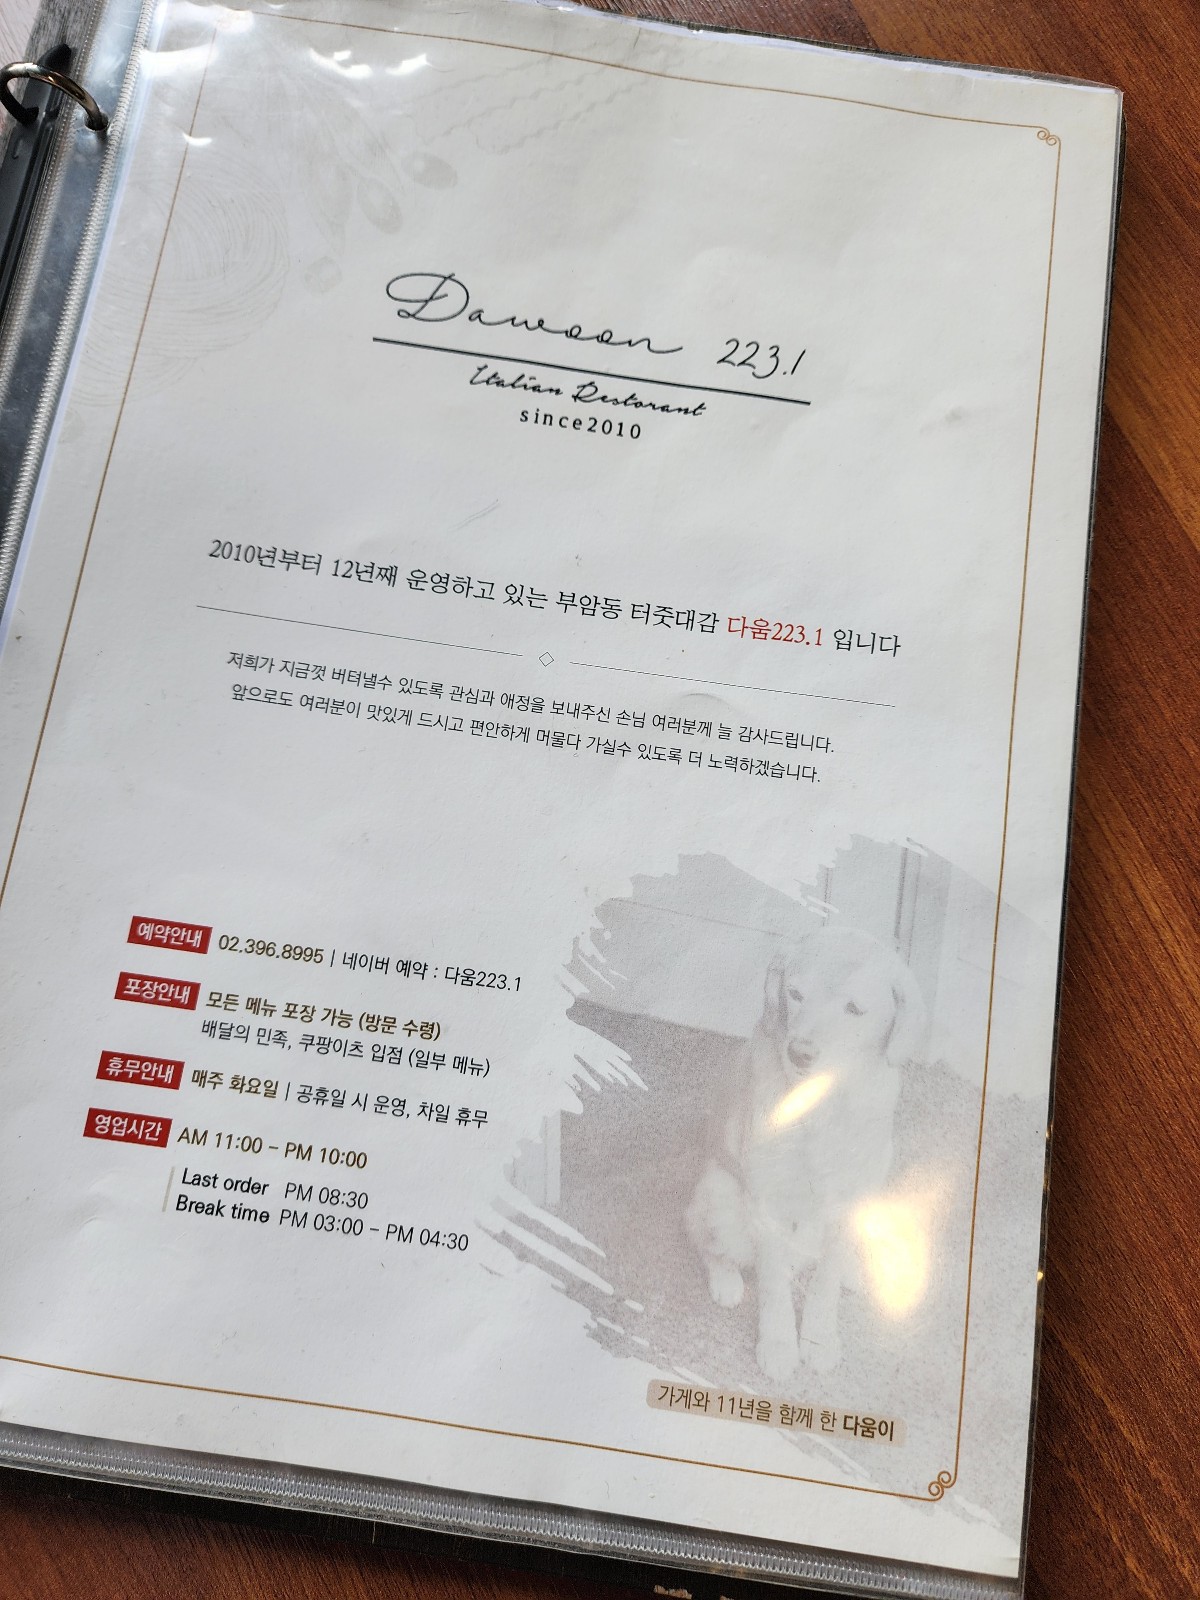 Dawoon 223.1
Italian Restorant
since2010
2010년부터 12년째 운영하고 있는 부암동 터줏대감 다움223.1 입니다
저희가 지금껏 버텨낼수 있도록 관심과 애정을 보내주신 손님 여러분께 늘 감사드립니다.
앞으로도 여러분이 맛있게 드시고 편안하게 머물다 가실수 있도록 더 노력하겠습니다.
예약안내 02.396.8995 | 네이버 예약 : 다움223.1
포장안내 모든 메뉴 포장 가능 (방문 수령)
배달의 민족, 쿠팡이츠 입점 (일부 메뉴)
휴무안내 매주 화요일 | 공휴일 시 운영, 차일 휴무
영업시간 AM 11:00 - PM 10:00
Last order PM 08:30
Break time PM 03:00 - PM 04:30
가게와 11년을 함께 한 다움이